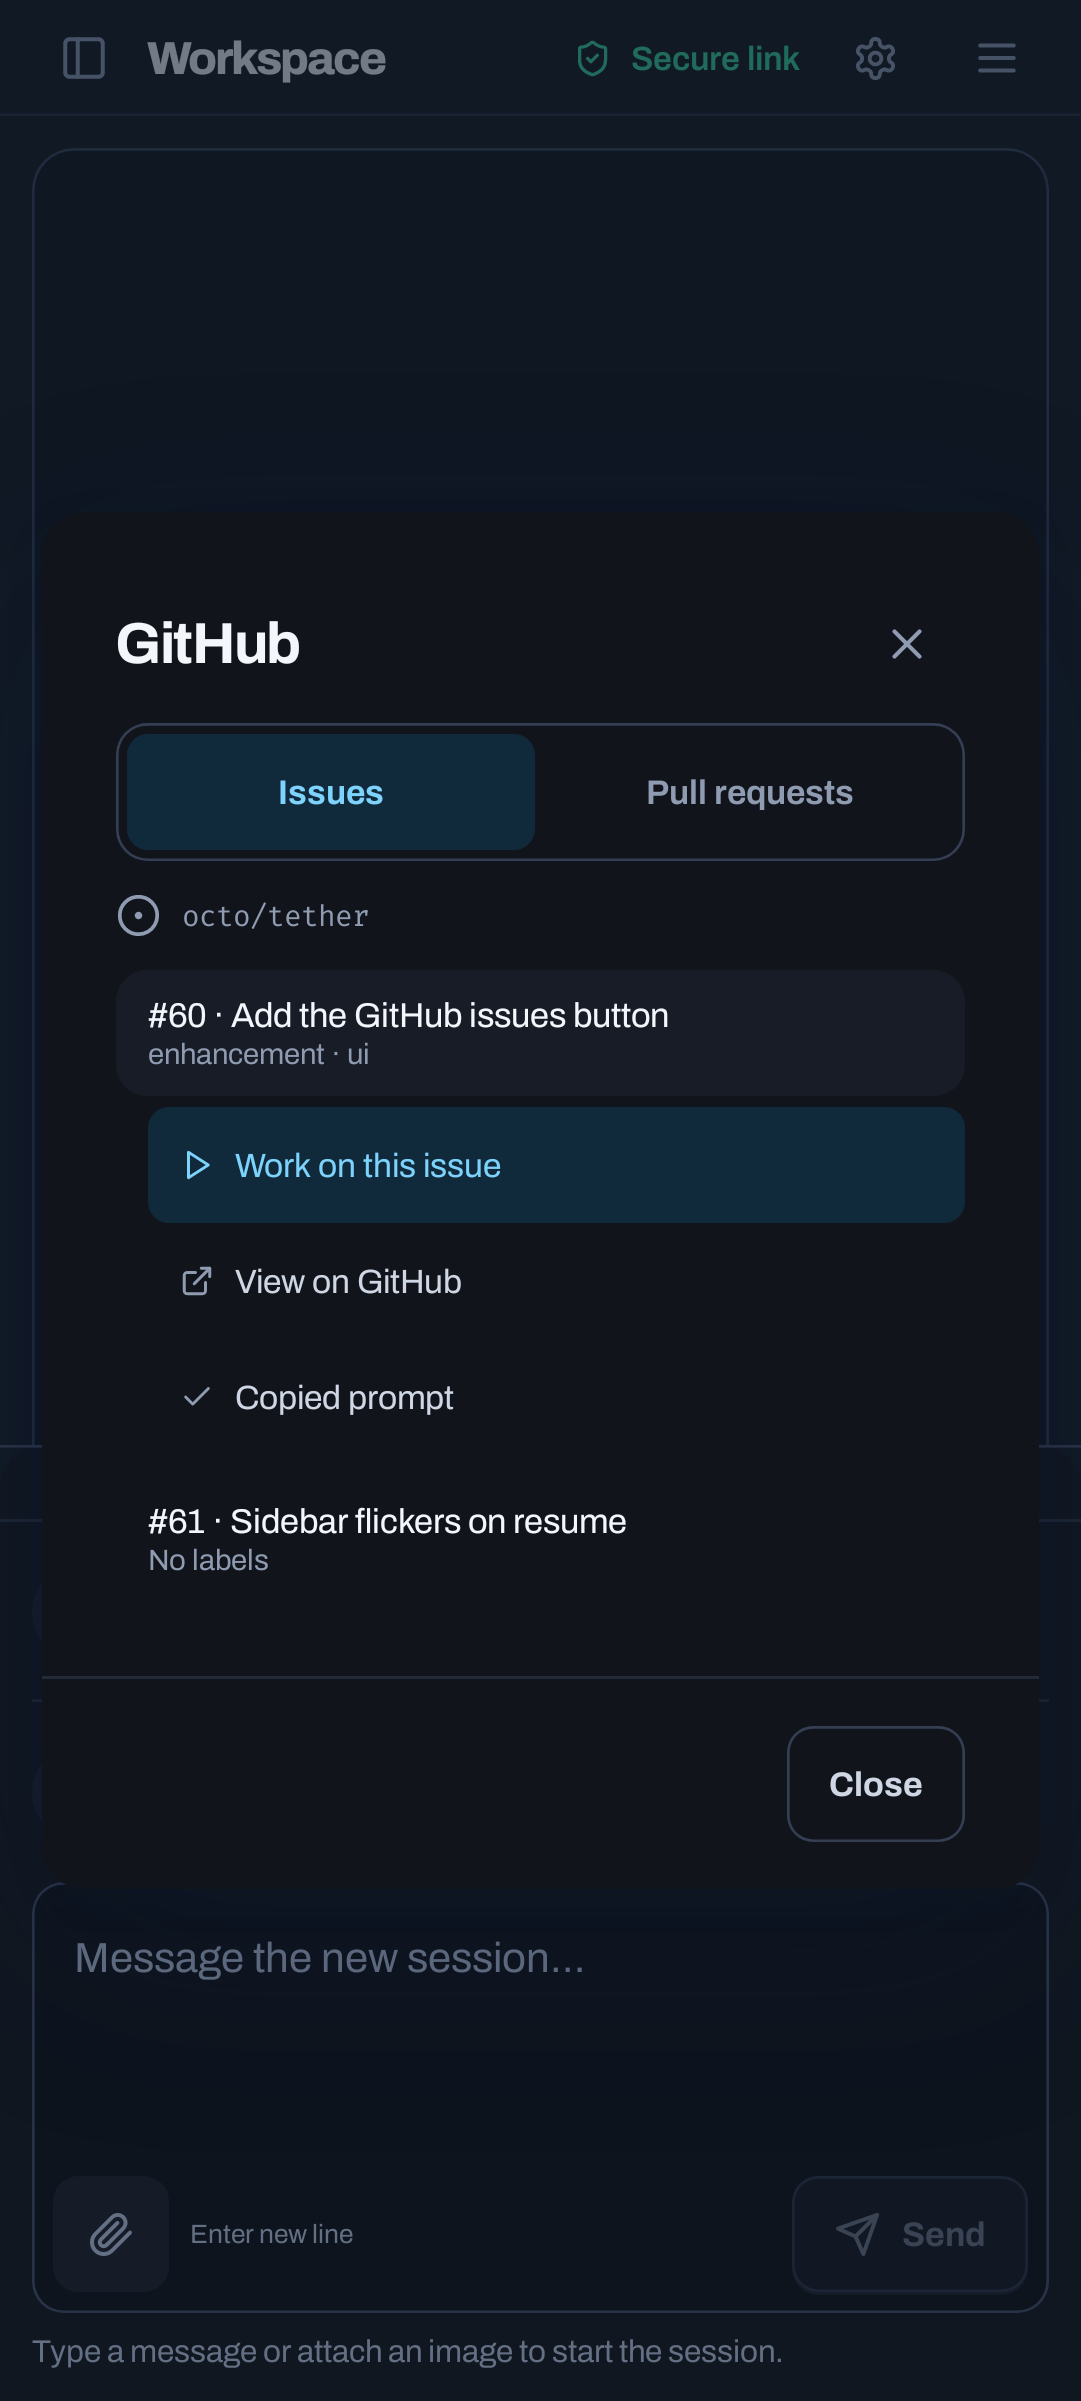 Workspace
Secure link
GitHub
Issues
Pull requests
octo/tether
#60 · Add the GitHub issues button
enhancement · ui
Work on this issue
View on GitHub
Copied prompt
#61 · Sidebar flickers on resume
No labels
Close
Message the new session...
Enter new line
Send
Type a message or attach an image to start the session.